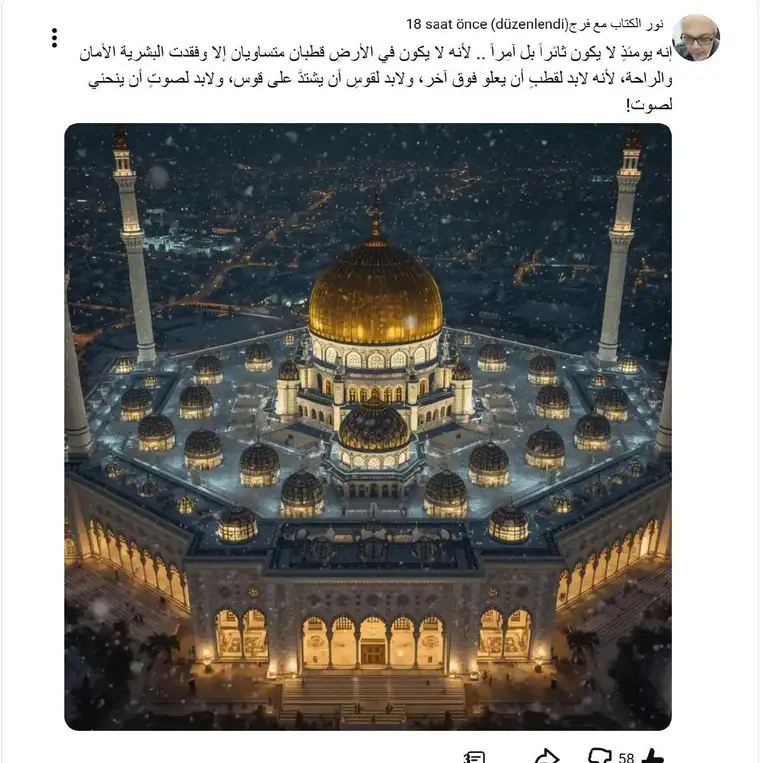 نور الكتاب مع فرج(düzenlendi) 18 saat önce
إنه يومئذٍ لا يكون ثائراً بل آمِراً .. لأنه لا يكون في الأرضِ قطبان متساويان إلا وفقدت البشرية الأمان
والراحة، لأنه لابد لقطبٍ أن يعلو فوق آخر، ولابد لقوسٍ أن يشتدَّ على قوس، ولابد لصوتٍ أن ينحني
لصوت!
58